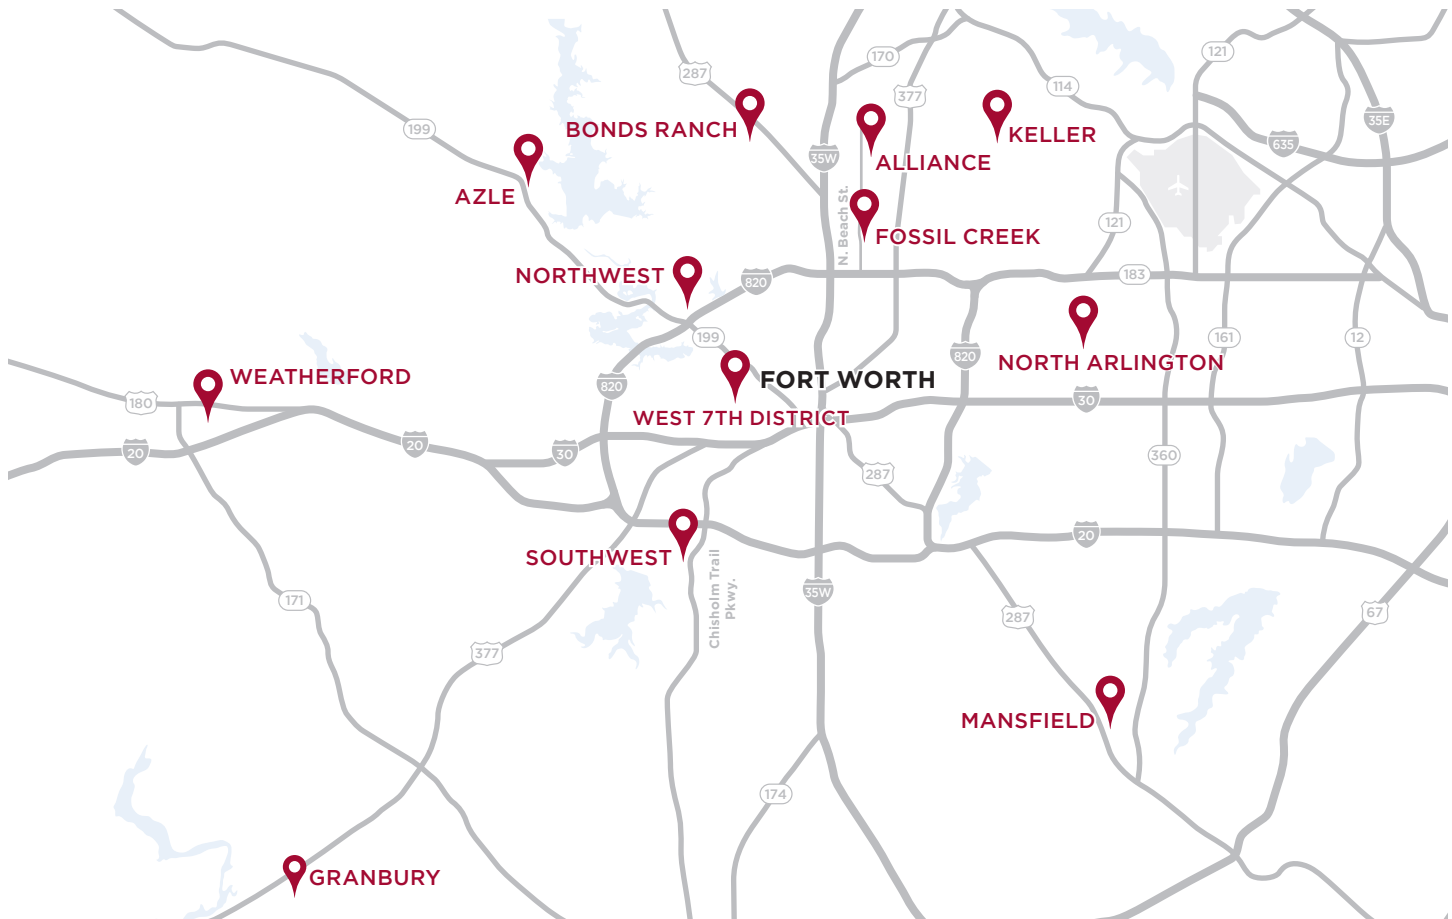 170
121
287
114
377
BONDS RANCH
KELLER
199
35E
35W
ALLIANCE
635
AZLE
N. Beach St.
121
FOSSIL CREEK
NORTHWEST
820
183
199
NORTH ARLINGTON
161
12
820
WEATHERFORD
FORT WORTH
820
180
30
WEST 7TH DISTRICT
20
20
30
360
287
20
SOUTHWEST
Chisholm Trail
Pkwy.
35W
171
287
67
377
MANSFIELD
174
GRANBURY